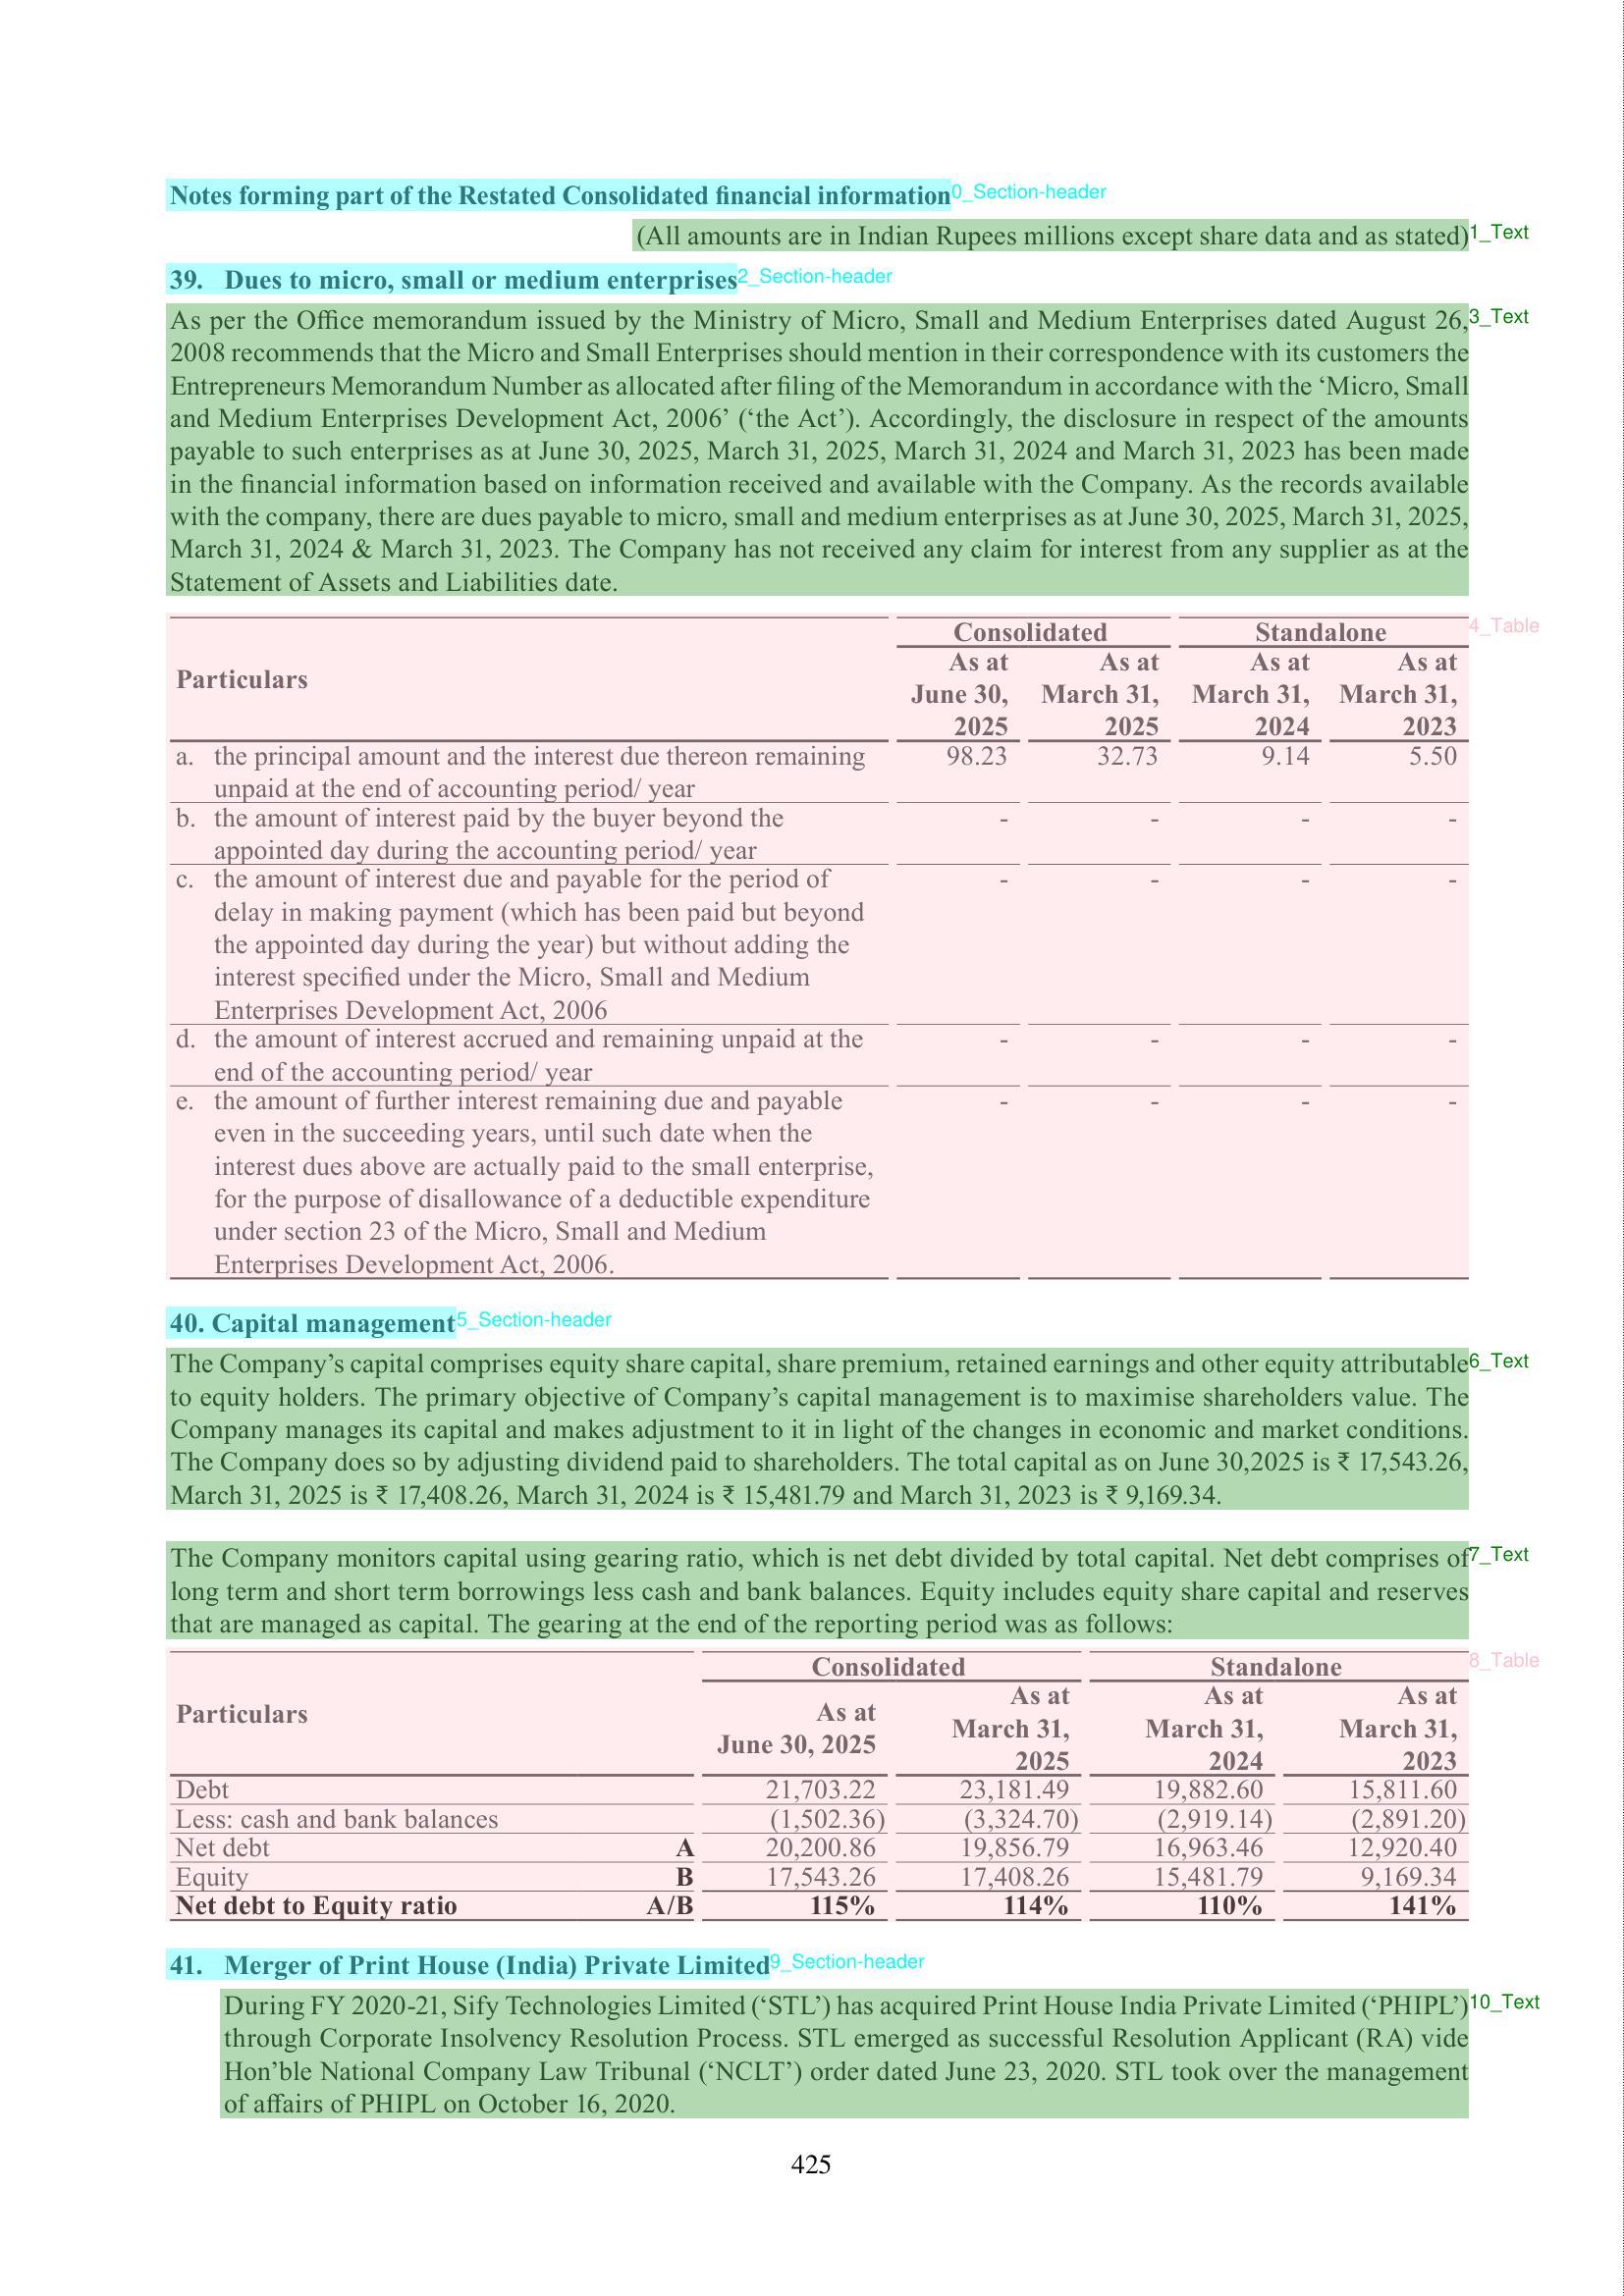 Notes forming part of the Restated Consolidated financial information
0_Section-header
(All amounts are in Indian Rupees millions except share data and as stated)
1_Text
39. Dues to micro, small or medium enterprises
2_Section-header
As per the Office memorandum issued by the Ministry of Micro, Small and Medium Enterprises dated August 26,
3_Text
2008 recommends that the Micro and Small Enterprises should mention in their correspondence with its customers the
Entrepreneurs Memorandum Number as allocated after filing of the Memorandum in accordance with the ‘Micro, Small
and Medium Enterprises Development Act, 2006’ (‘the Act’). Accordingly, the disclosure in respect of the amounts
payable to such enterprises as at June 30, 2025, March 31, 2025, March 31, 2024 and March 31, 2023 has been made
in the financial information based on information received and available with the Company. As the records available
with the company, there are dues payable to micro, small and medium enterprises as at June 30, 2025, March 31, 2025,
March 31, 2024 & March 31, 2023. The Company has not received any claim for interest from any supplier as at the
Statement of Assets and Liabilities date.
4_Table
Consolidated Standalone
Particulars
As at As at As at As at
June 30, March 31, March 31, March 31,
2025 2025 2024 2023
a. the principal amount and the interest due thereon remaining 98.23 32.73 9.14 5.50
unpaid at the end of accounting period/ year
b. the amount of interest paid by the buyer beyond the - - - -
appointed day during the accounting period/ year
c. the amount of interest due and payable for the period of - - - -
delay in making payment (which has been paid but beyond
the appointed day during the year) but without adding the
interest specified under the Micro, Small and Medium
Enterprises Development Act, 2006
d. the amount of interest accrued and remaining unpaid at the - - - -
end of the accounting period/ year
e. the amount of further interest remaining due and payable - - - -
even in the succeeding years, until such date when the
interest dues above are actually paid to the small enterprise,
for the purpose of disallowance of a deductible expenditure
under section 23 of the Micro, Small and Medium
Enterprises Development Act, 2006.
40. Capital management
5_Section-header
The Company’s capital comprises equity share capital, share premium, retained earnings and other equity attributable
6_Text
to equity holders. The primary objective of Company’s capital management is to maximise shareholders value. The
Company manages its capital and makes adjustment to it in light of the changes in economic and market conditions.
The Company does so by adjusting dividend paid to shareholders. The total capital as on June 30,2025 is ₹ 17,543.26,
March 31, 2025 is ₹ 17,408.26, March 31, 2024 is ₹ 15,481.79 and March 31, 2023 is ₹ 9,169.34.
The Company monitors capital using gearing ratio, which is net debt divided by total capital. Net debt comprises of
7_Text
long term and short term borrowings less cash and bank balances. Equity includes equity share capital and reserves
that are managed as capital. The gearing at the end of the reporting period was as follows:
8_Table
Consolidated Standalone
Particulars
As at As at As at As at
June 30, 2025 March 31, March 31, March 31,
2025 2024 2023
Debt 21,703.22 23,181.49 19,882.60 15,811.60
Less: cash and bank balances (1,502.36) (3,324.70) (2,919.14) (2,891.20)
Net debt A 20,200.86 19,856.79 16,963.46 12,920.40
Equity B 17,543.26 17,408.26 15,481.79 9,169.34
Net debt to Equity ratio A/B 115% 114% 110% 141%
41. Merger of Print House (India) Private Limited
9_Section-header
During FY 2020-21, Sify Technologies Limited (‘STL’) has acquired Print House India Private Limited (‘PHIPL’)
10_Text
through Corporate Insolvency Resolution Process. STL emerged as successful Resolution Applicant (RA) vide
Hon’ble National Company Law Tribunal (‘NCLT’) order dated June 23, 2020. STL took over the management
of affairs of PHIPL on October 16, 2020.
425